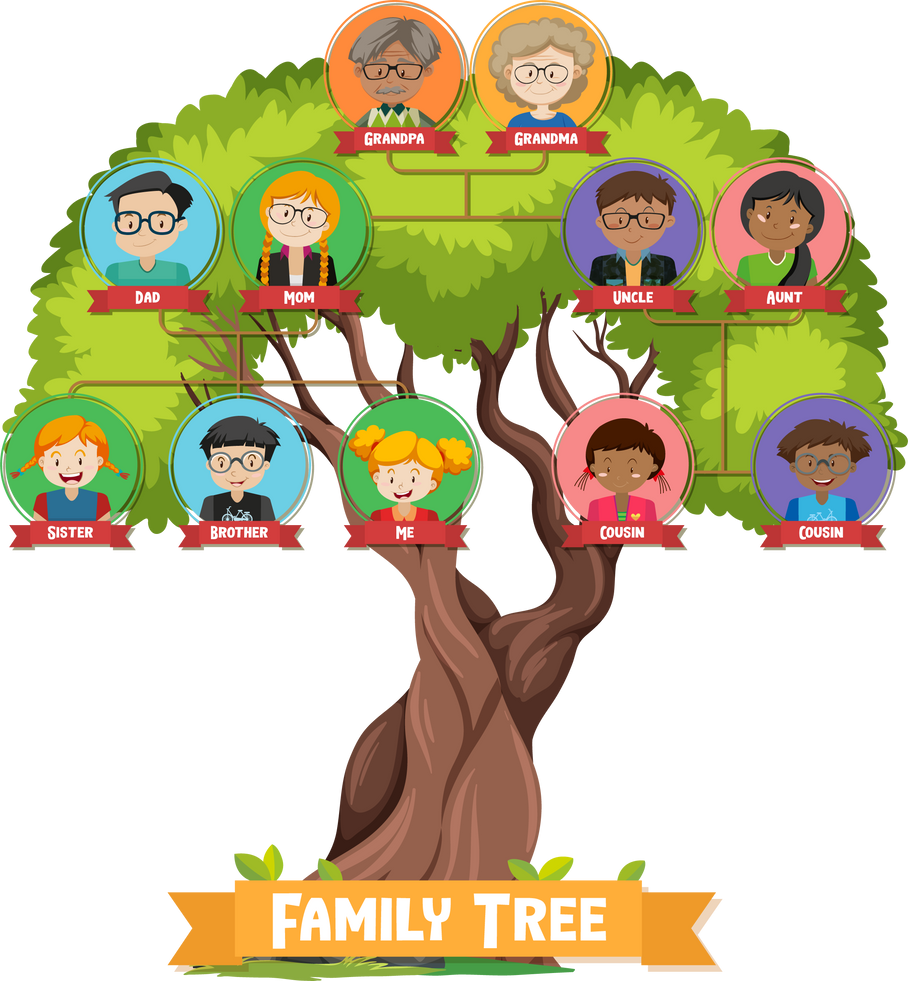 GRANDPA
GRANDMA
DAD
MOM
UNCLE
AUNT
SISTER
BROTHER
ME
COUSIN
COUSIN
FAMILY TREE